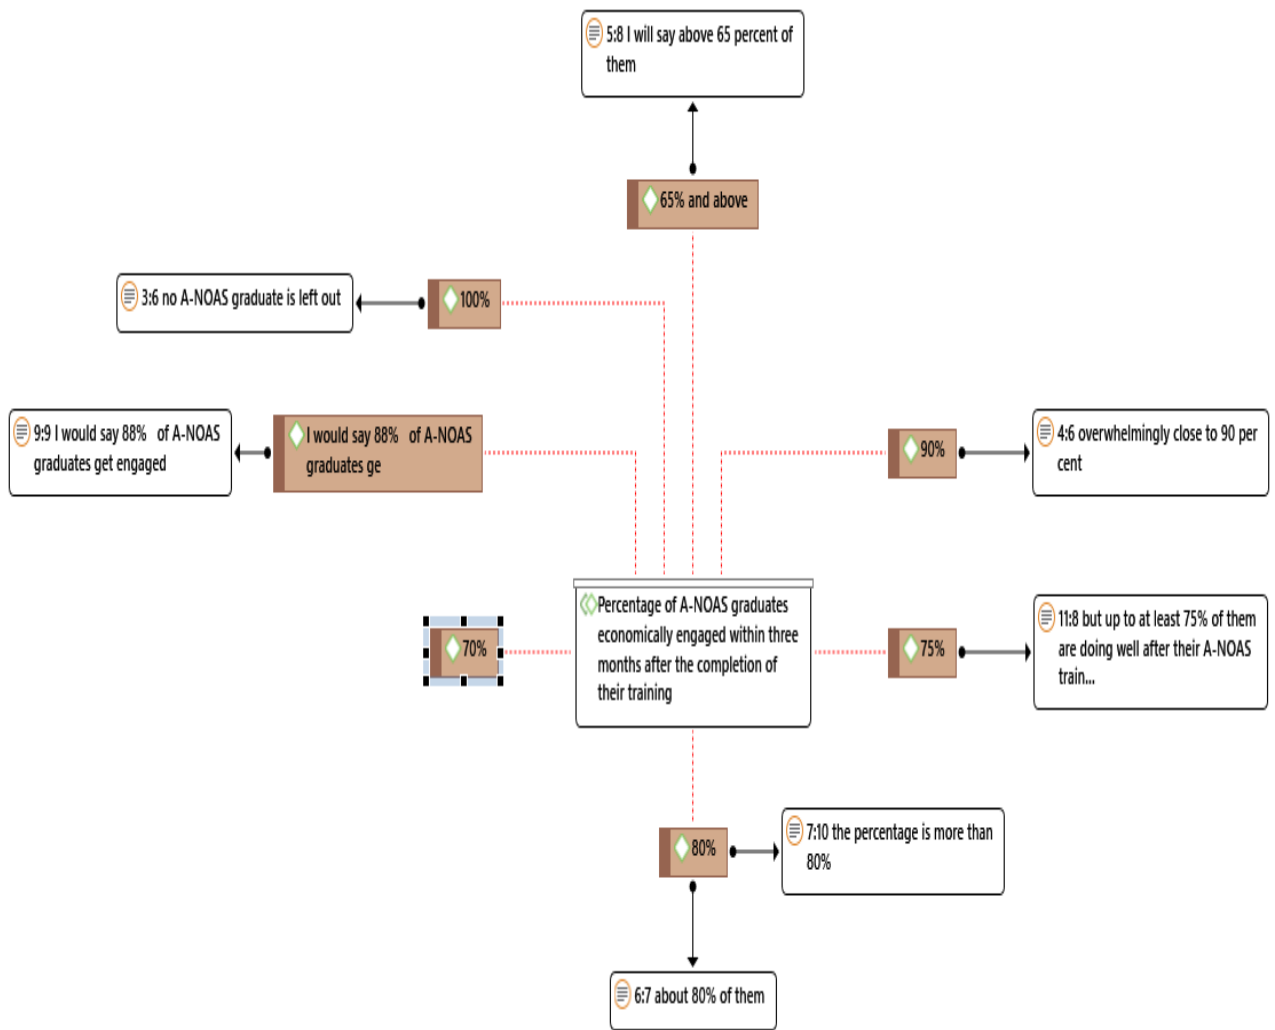 5:8 I will say above 65 percent of
them
65% and above
3:6 no A-NOAS graduate is left out
100%
9:9 I would say 88% of A-NOAS
graduates get engaged
I would say 88% of A-NOAS
graduates ge
90%
4:6 overwhelmingly close to 90 per
cent
Percentage of A-NOAS graduates
economically engaged within three
months after the completion of
their training
70%
75%
11:8 but up to at least 75% of them
are doing well after their A-NOAS
train...
80%
7:10 the percentage is more than
80%
6:7 about 80% of them